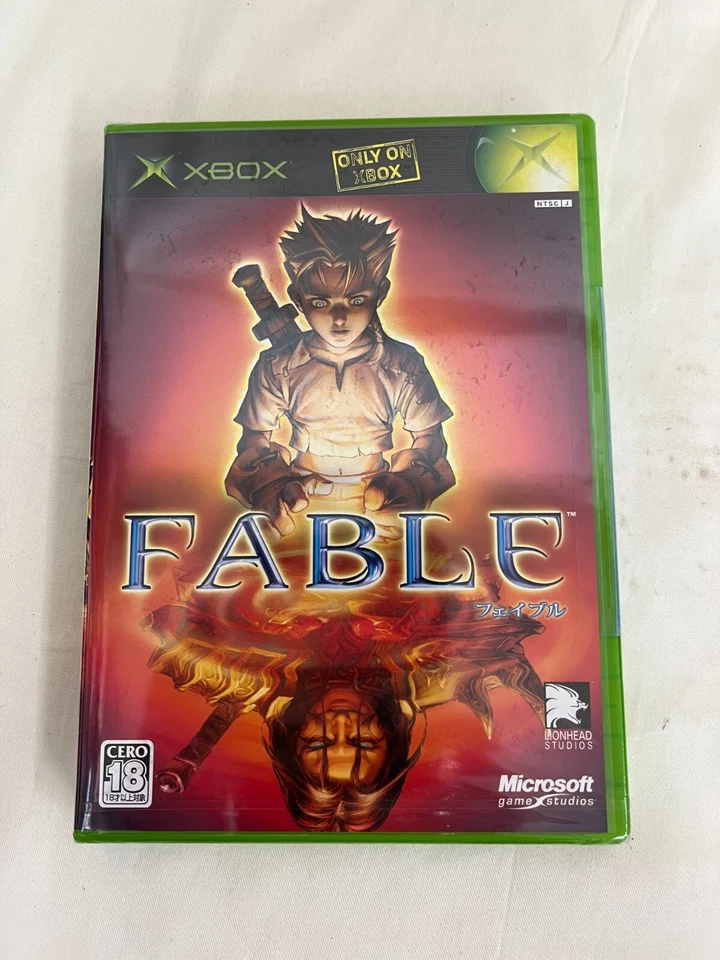 XBOX
ONLY ON
XBOX
NTSC J
FABLE™
フェイブル
LIONHEAD
STUDIOS
CERO
18
18才以上対象
Microsoft
game studios